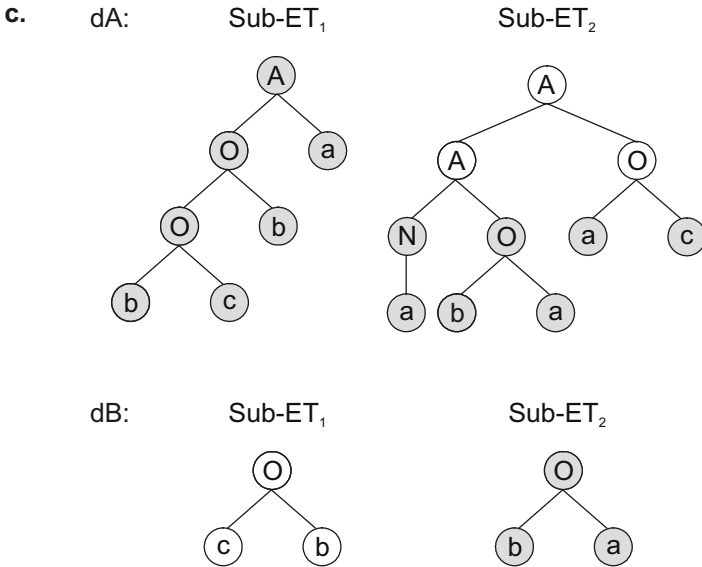 c. dA: Sub-ET₁ Sub-ET₂
A A
O a A O
O b N O a c
b c a b a
dB: Sub-ET₁ Sub-ET₂
O O
c b b a